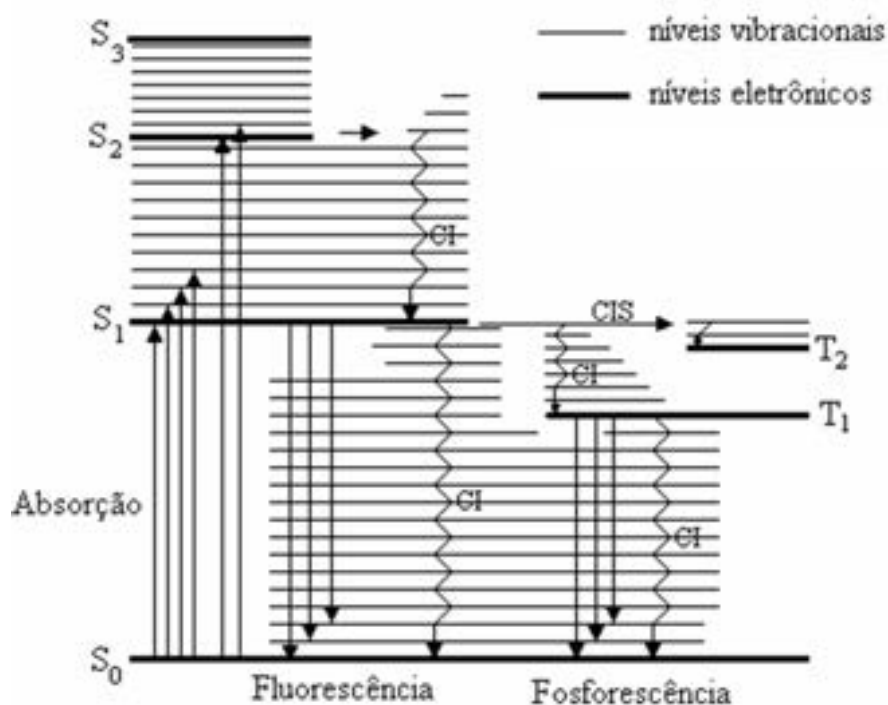 S3
níveis vibracionais
níveis eletrônicos
S2
CI
S1
CIS
T2
CI
T1
Absorção
CI
CI
S0
Fluorescência
Fosforescência